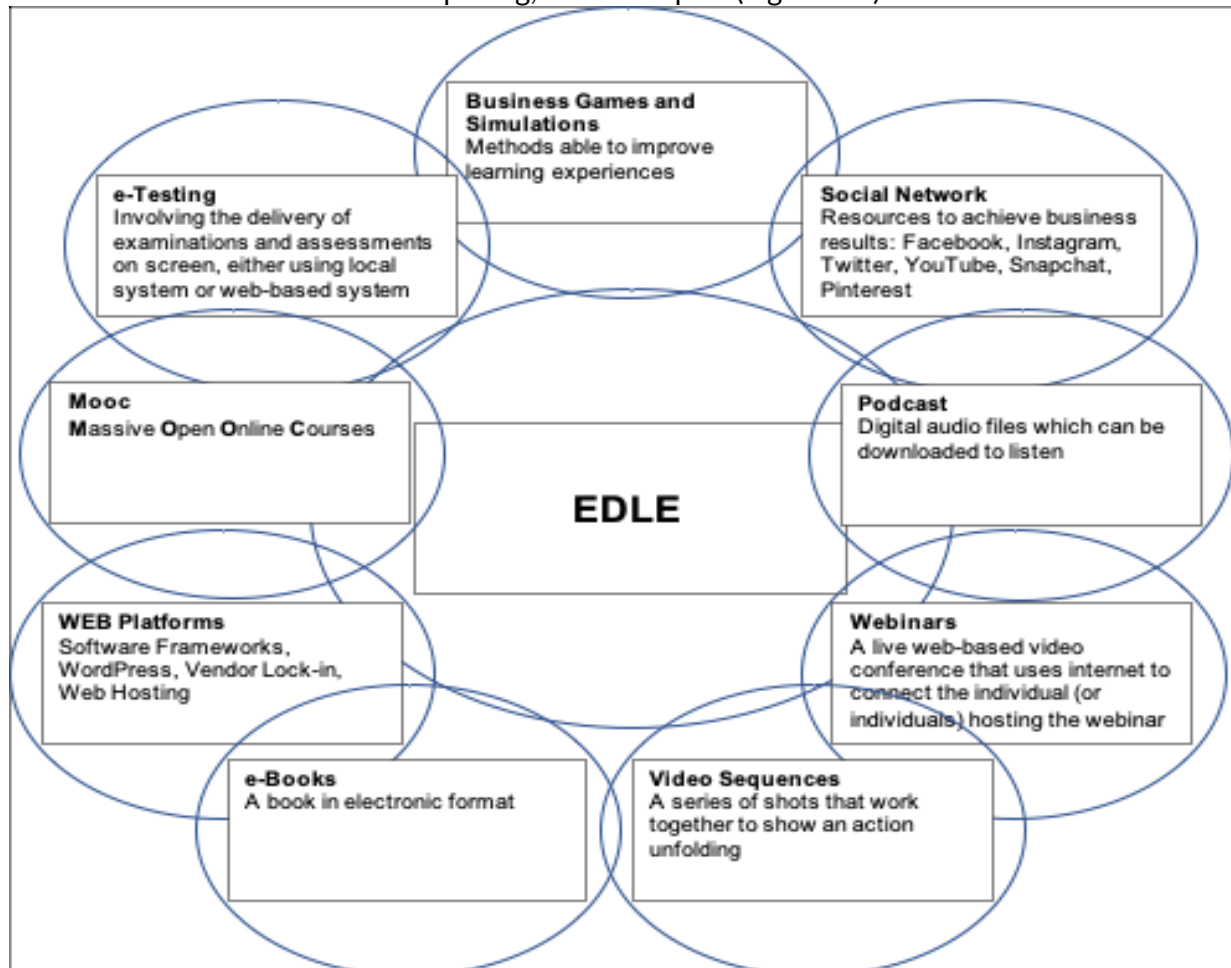 Business Games and
Simulations
Methods able to improve
learning experiences
e-Testing
Involving the delivery of
examinations and assessments
on screen, either using local
system or web-based system
Social Network
Resources to achieve business
results: Facebook, Instagram,
Twitter, YouTube, Snapchat,
Pinterest
Mooc
Massive Open Online Courses
Podcast
Digital audio files which can be
downloaded to listen
EDLE
WEB Platforms
Software Frameworks,
WordPress, Vendor Lock-in,
Web Hosting
Webinars
A live web-based video
conference that uses internet to
connect the individual (or
individuals) hosting the webinar
e-Books
A book in electronic format
Video Sequences
A series of shots that work
together to show an action
unfolding